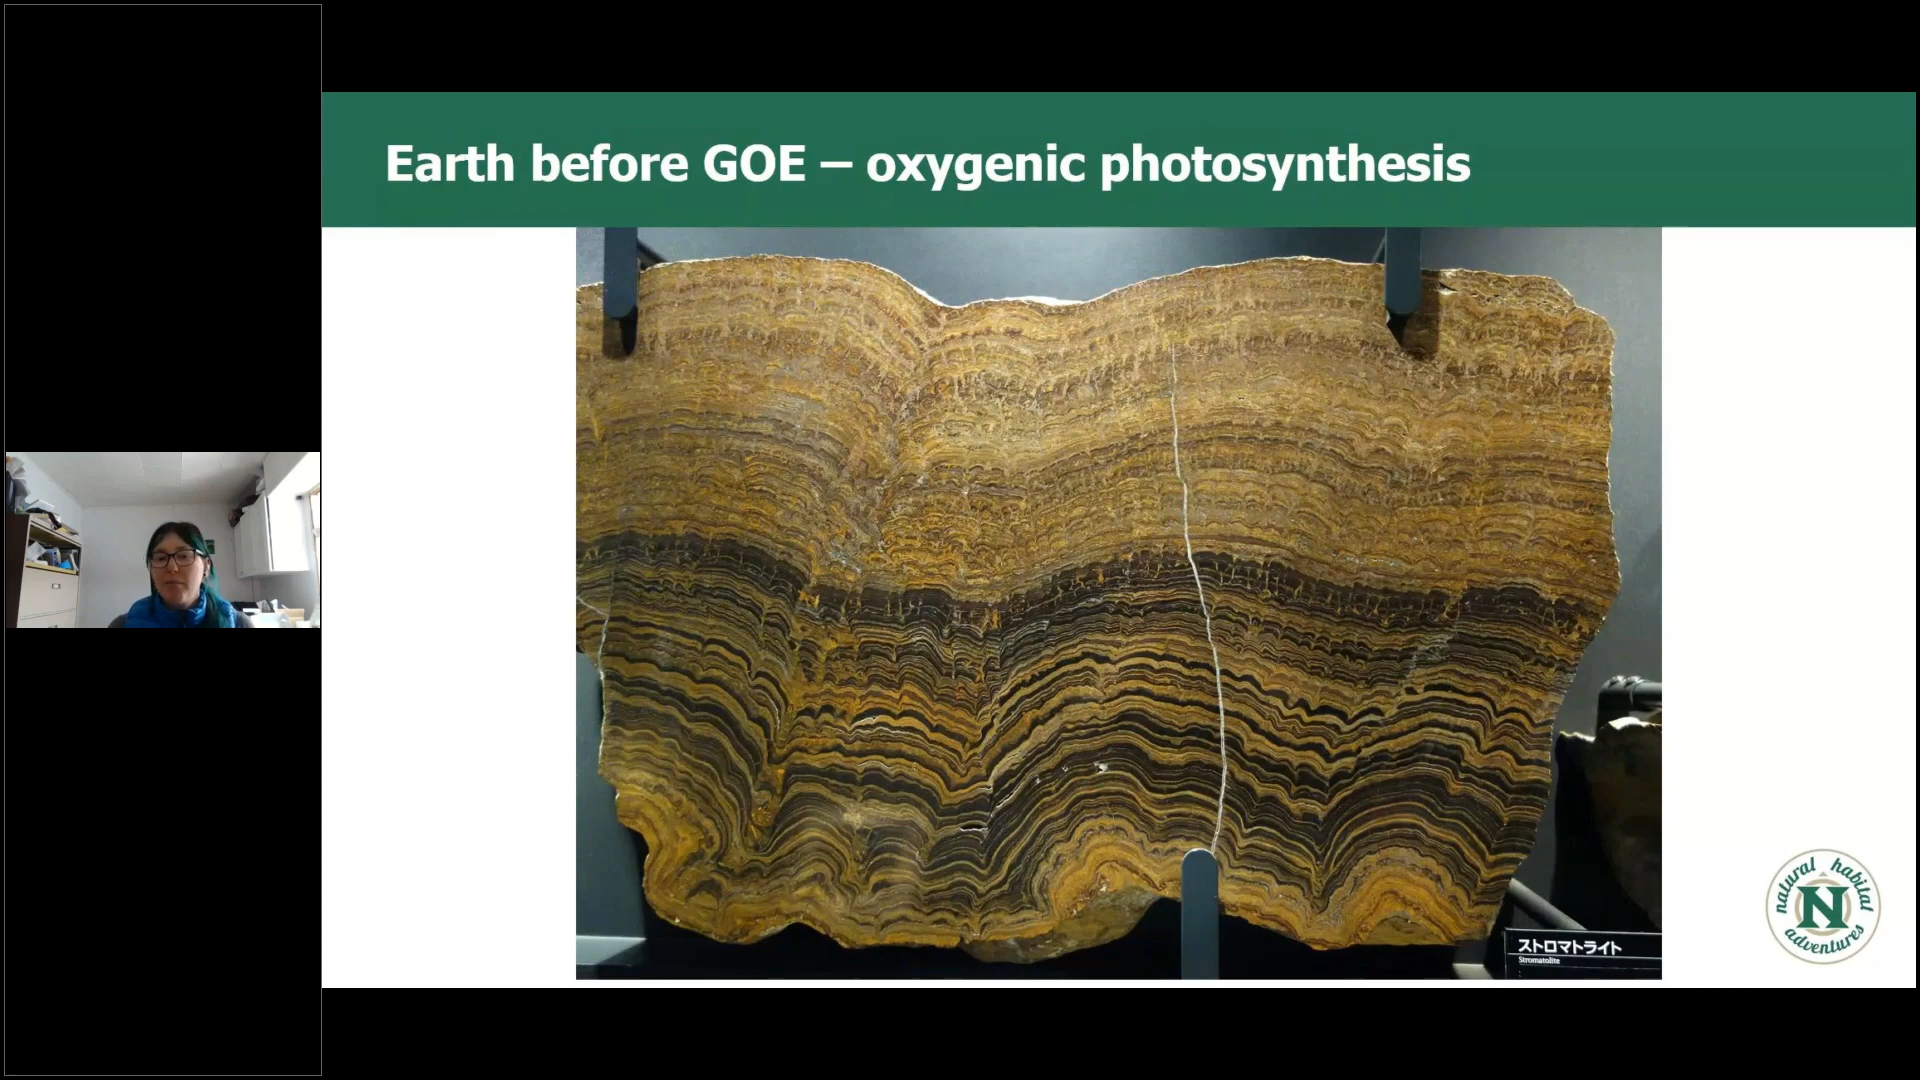 Earth before GOE – oxygenic photosynthesis
ストロマトライト
Stromatolite
natural habitat
N
adventures